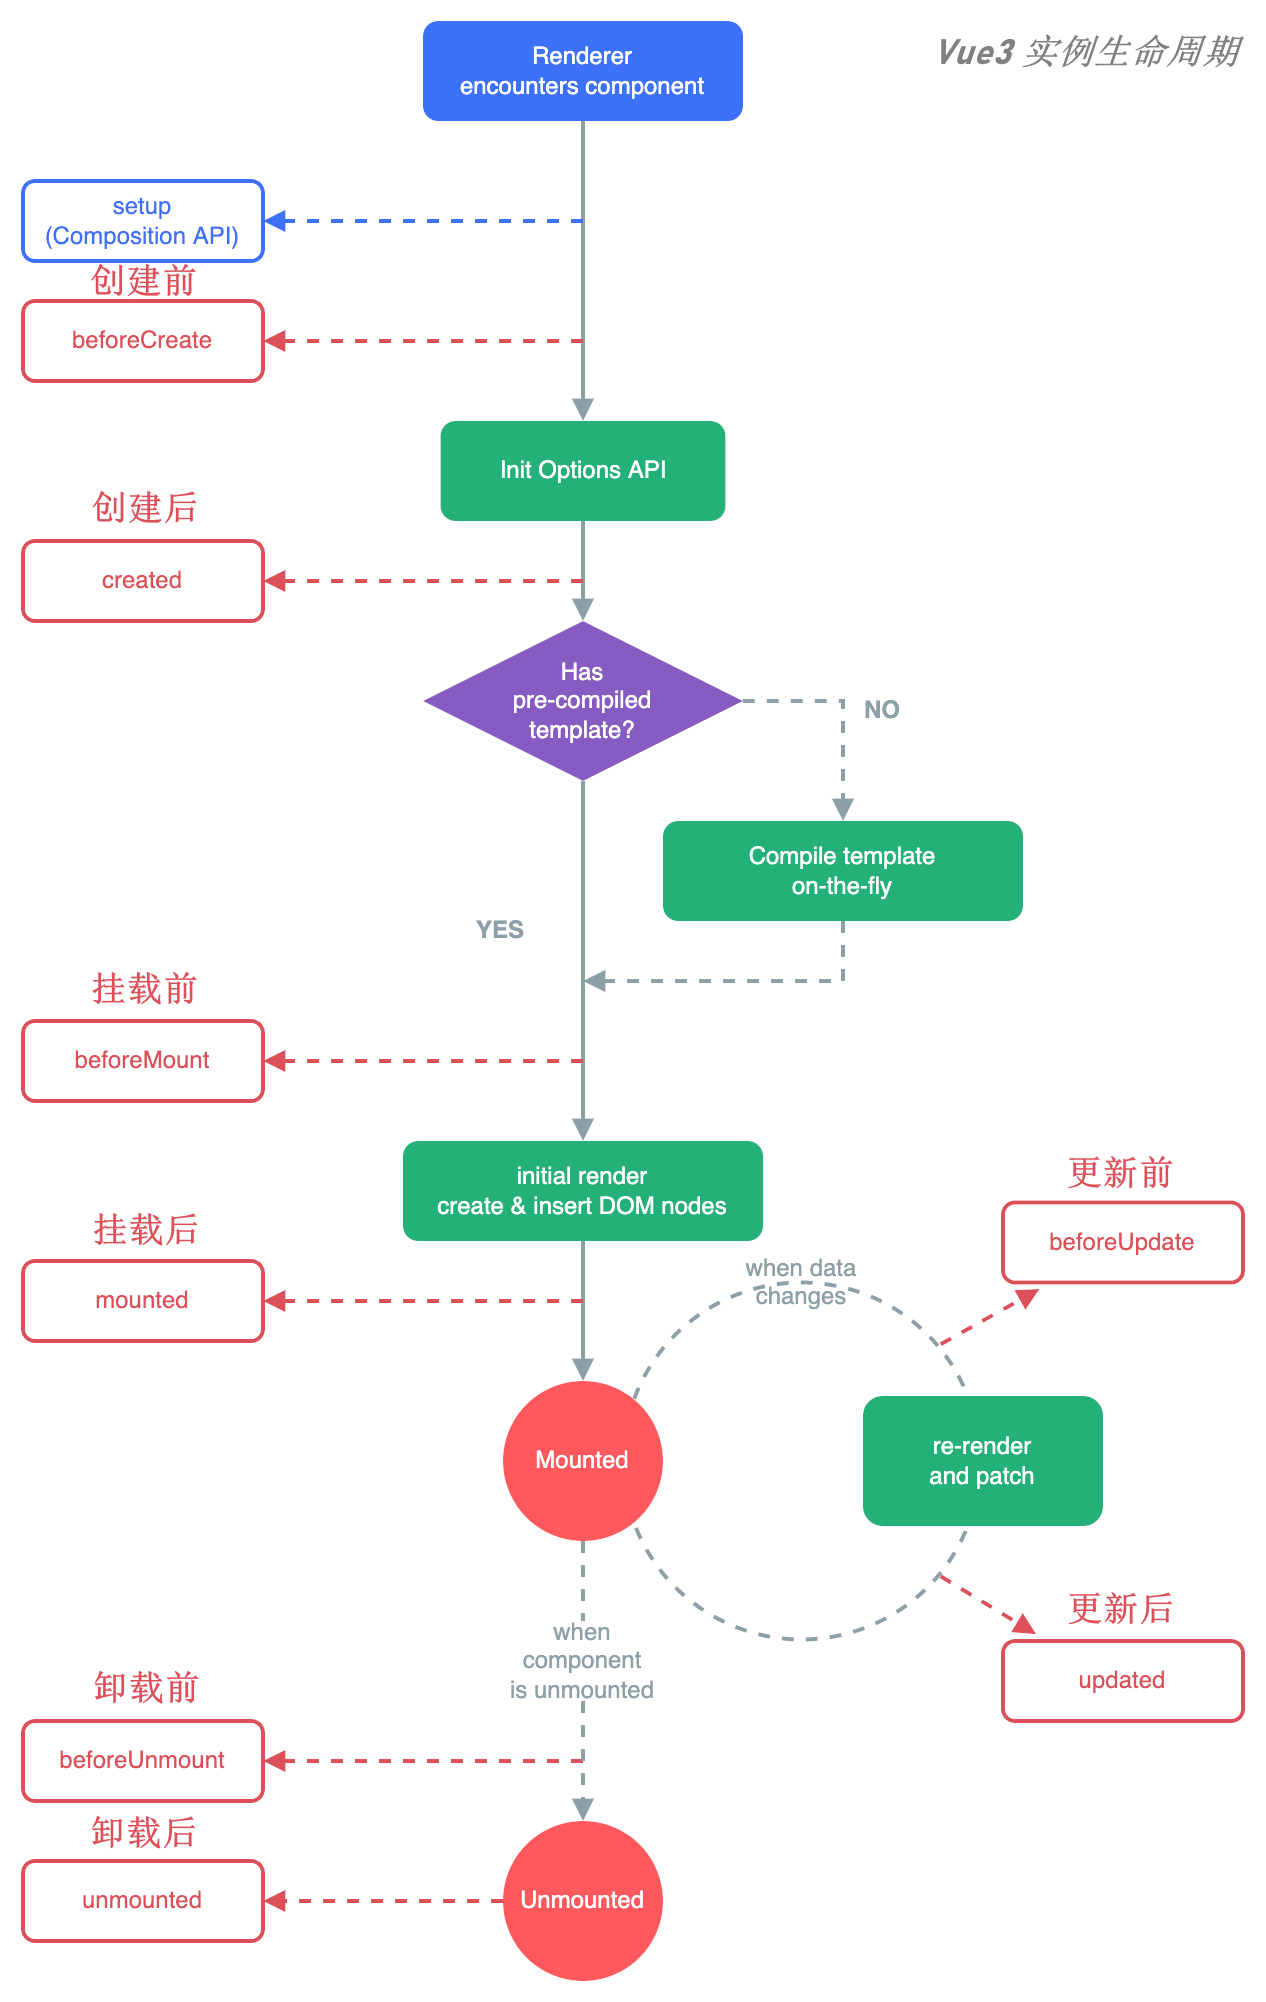 Vue3 实例生命周期
Renderer
encounters component
setup
(Composition API)
创建前
beforeCreate
Init Options API
创建后
created
Has
pre-compiled
template?
NO
Compile template
on-the-fly
YES
挂载前
beforeMount
initial render
create & insert DOM nodes
挂载后
mounted
更新前
beforeUpdate
when data
changes
Mounted
re-render
and patch
更新后
updated
when
component
is unmounted
卸载前
beforeUnmount
卸载后
unmounted
Unmounted